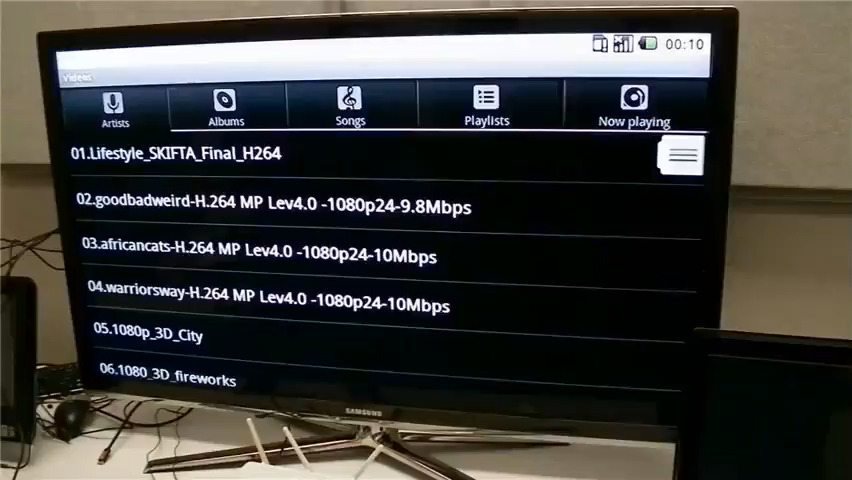 00:10
Videos
Artists
Albums
Songs
Playlists
Now playing
01.Lifestyle_SKIFTA_Final_H264
02.goodbadweird-H.264 MP Lev4.0 -1080p24-9.8Mbps
03.africancats-H.264 MP Lev4.0 -1080p24-10Mbps
04.warriorsway-H.264 MP Lev4.0 -1080p24-10Mbps
05.1080p_3D_City
06.1080_3D_fireworks
SAMSUNG